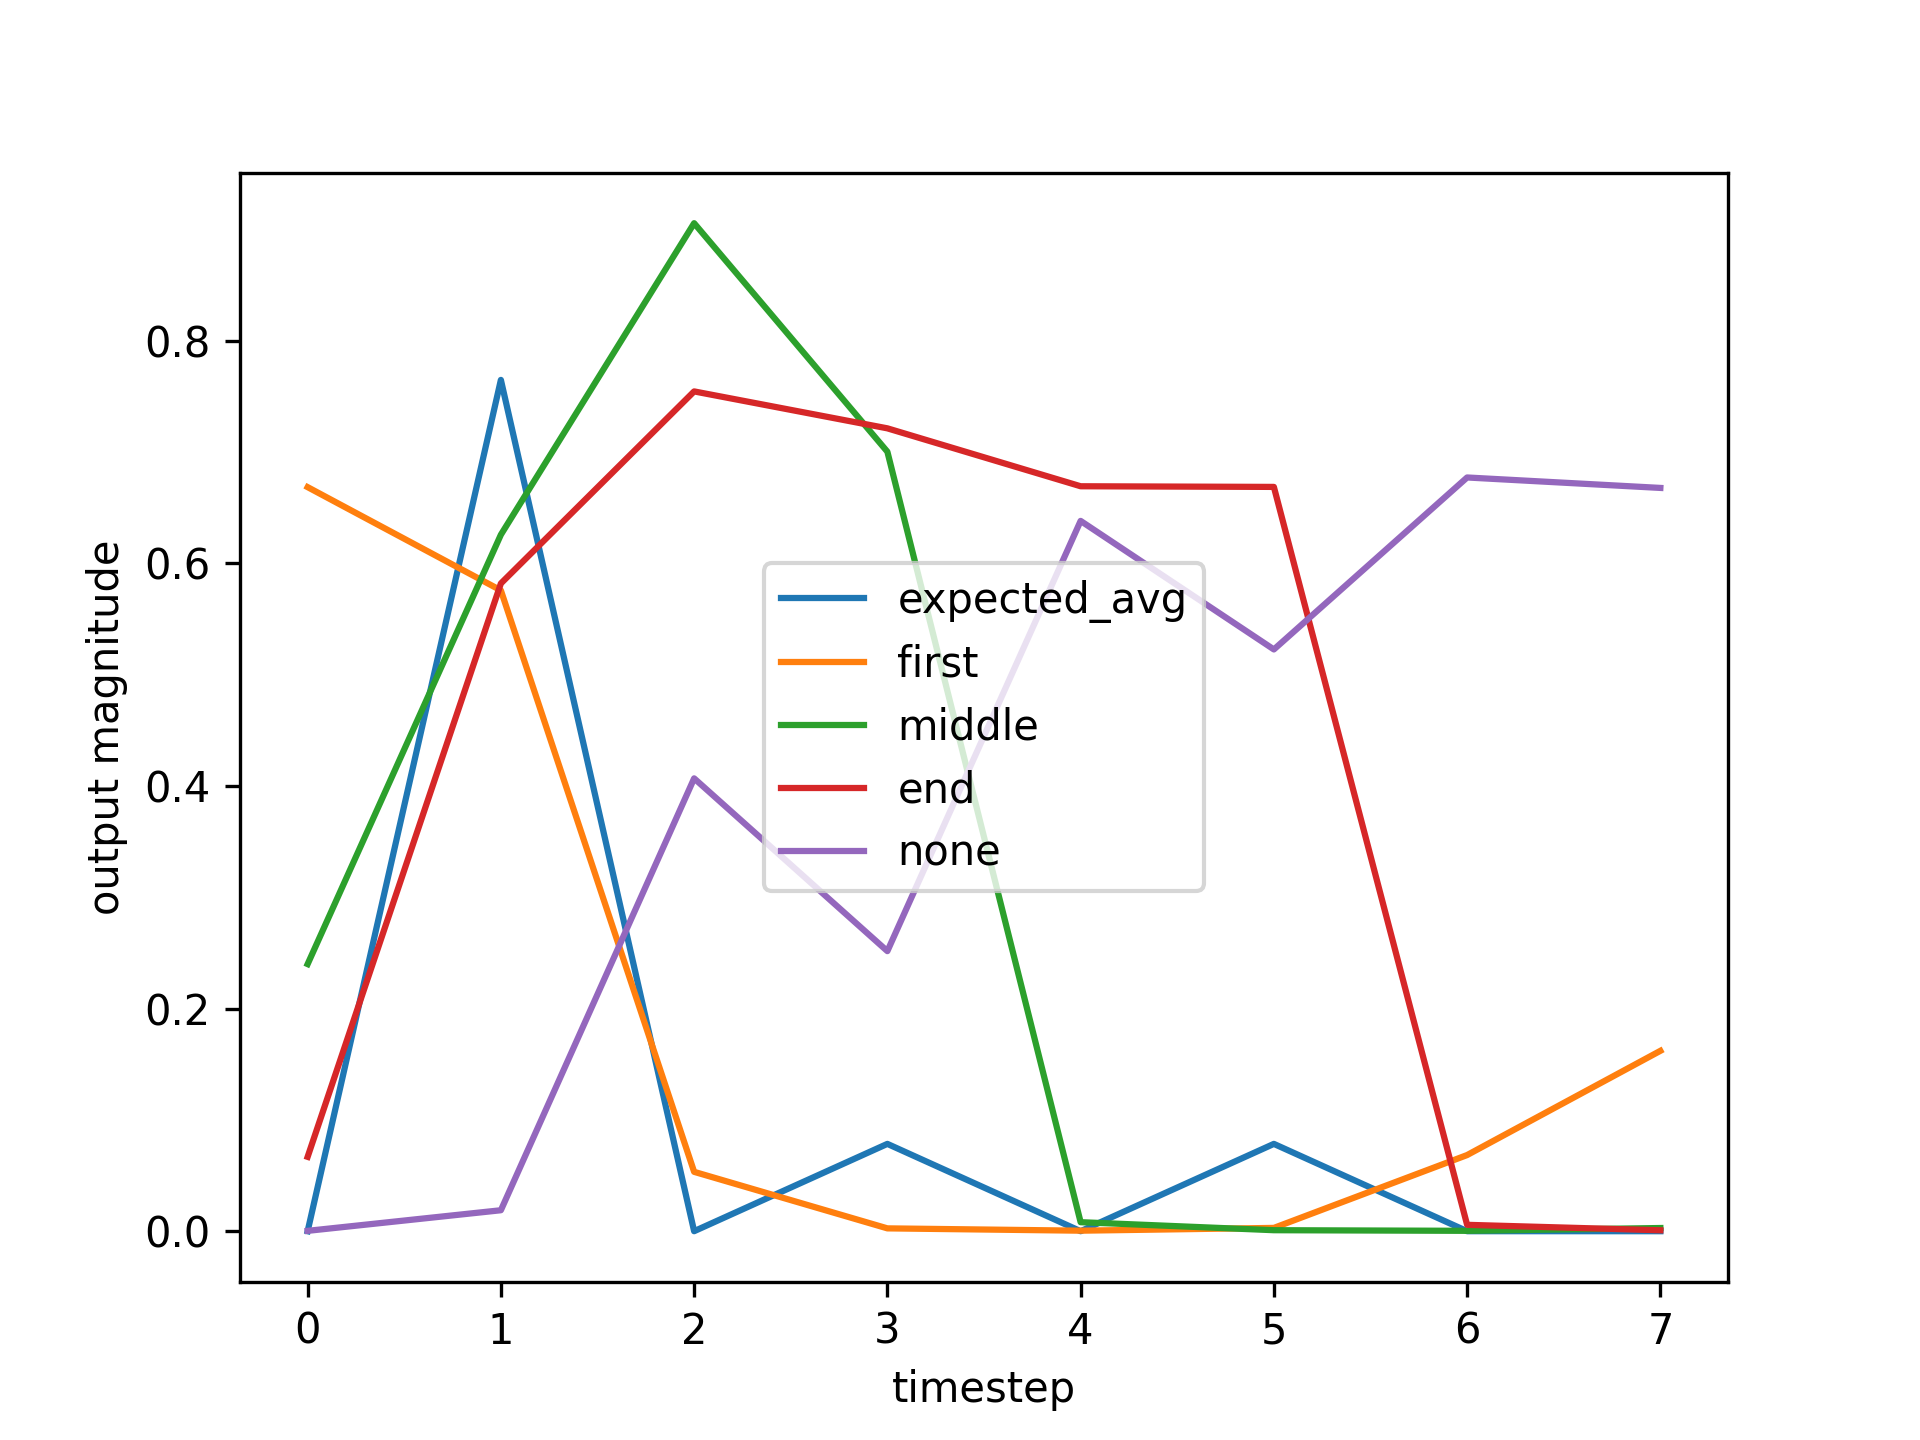 output magnitude
0.8
0.6
0.4
0.2
0.0
expected_avg
first
middle
end
none
0 1 2 3 4 5 6 7
timestep